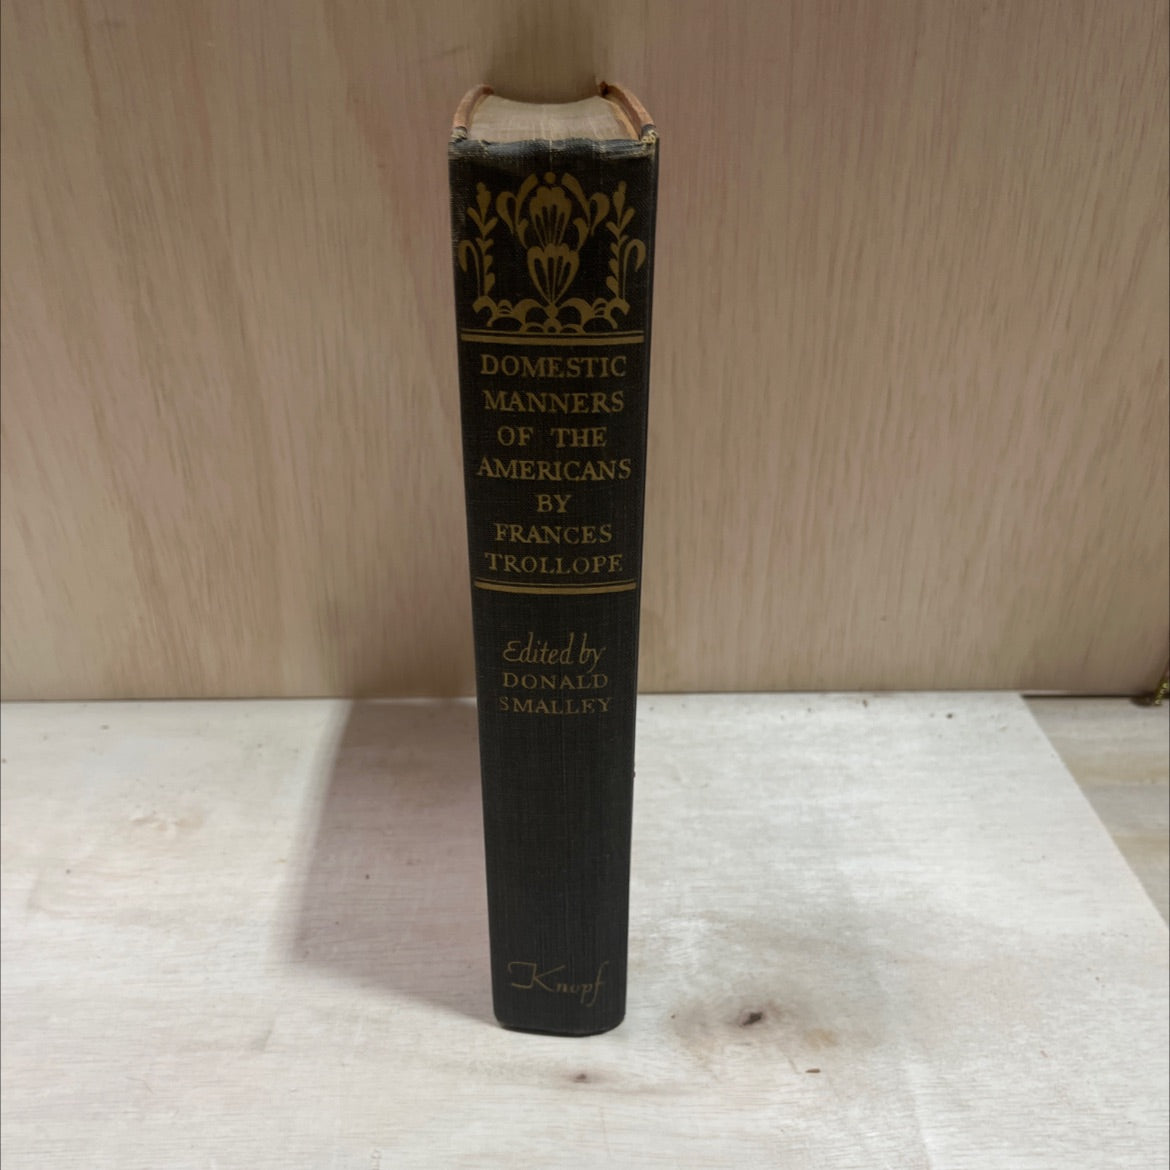 DOMESTIC
MANNERS
OF THE
AMERICANS
BY
FRANCES
TROLLOPE
Edited by
DONALD
SMALLEY
Knopf